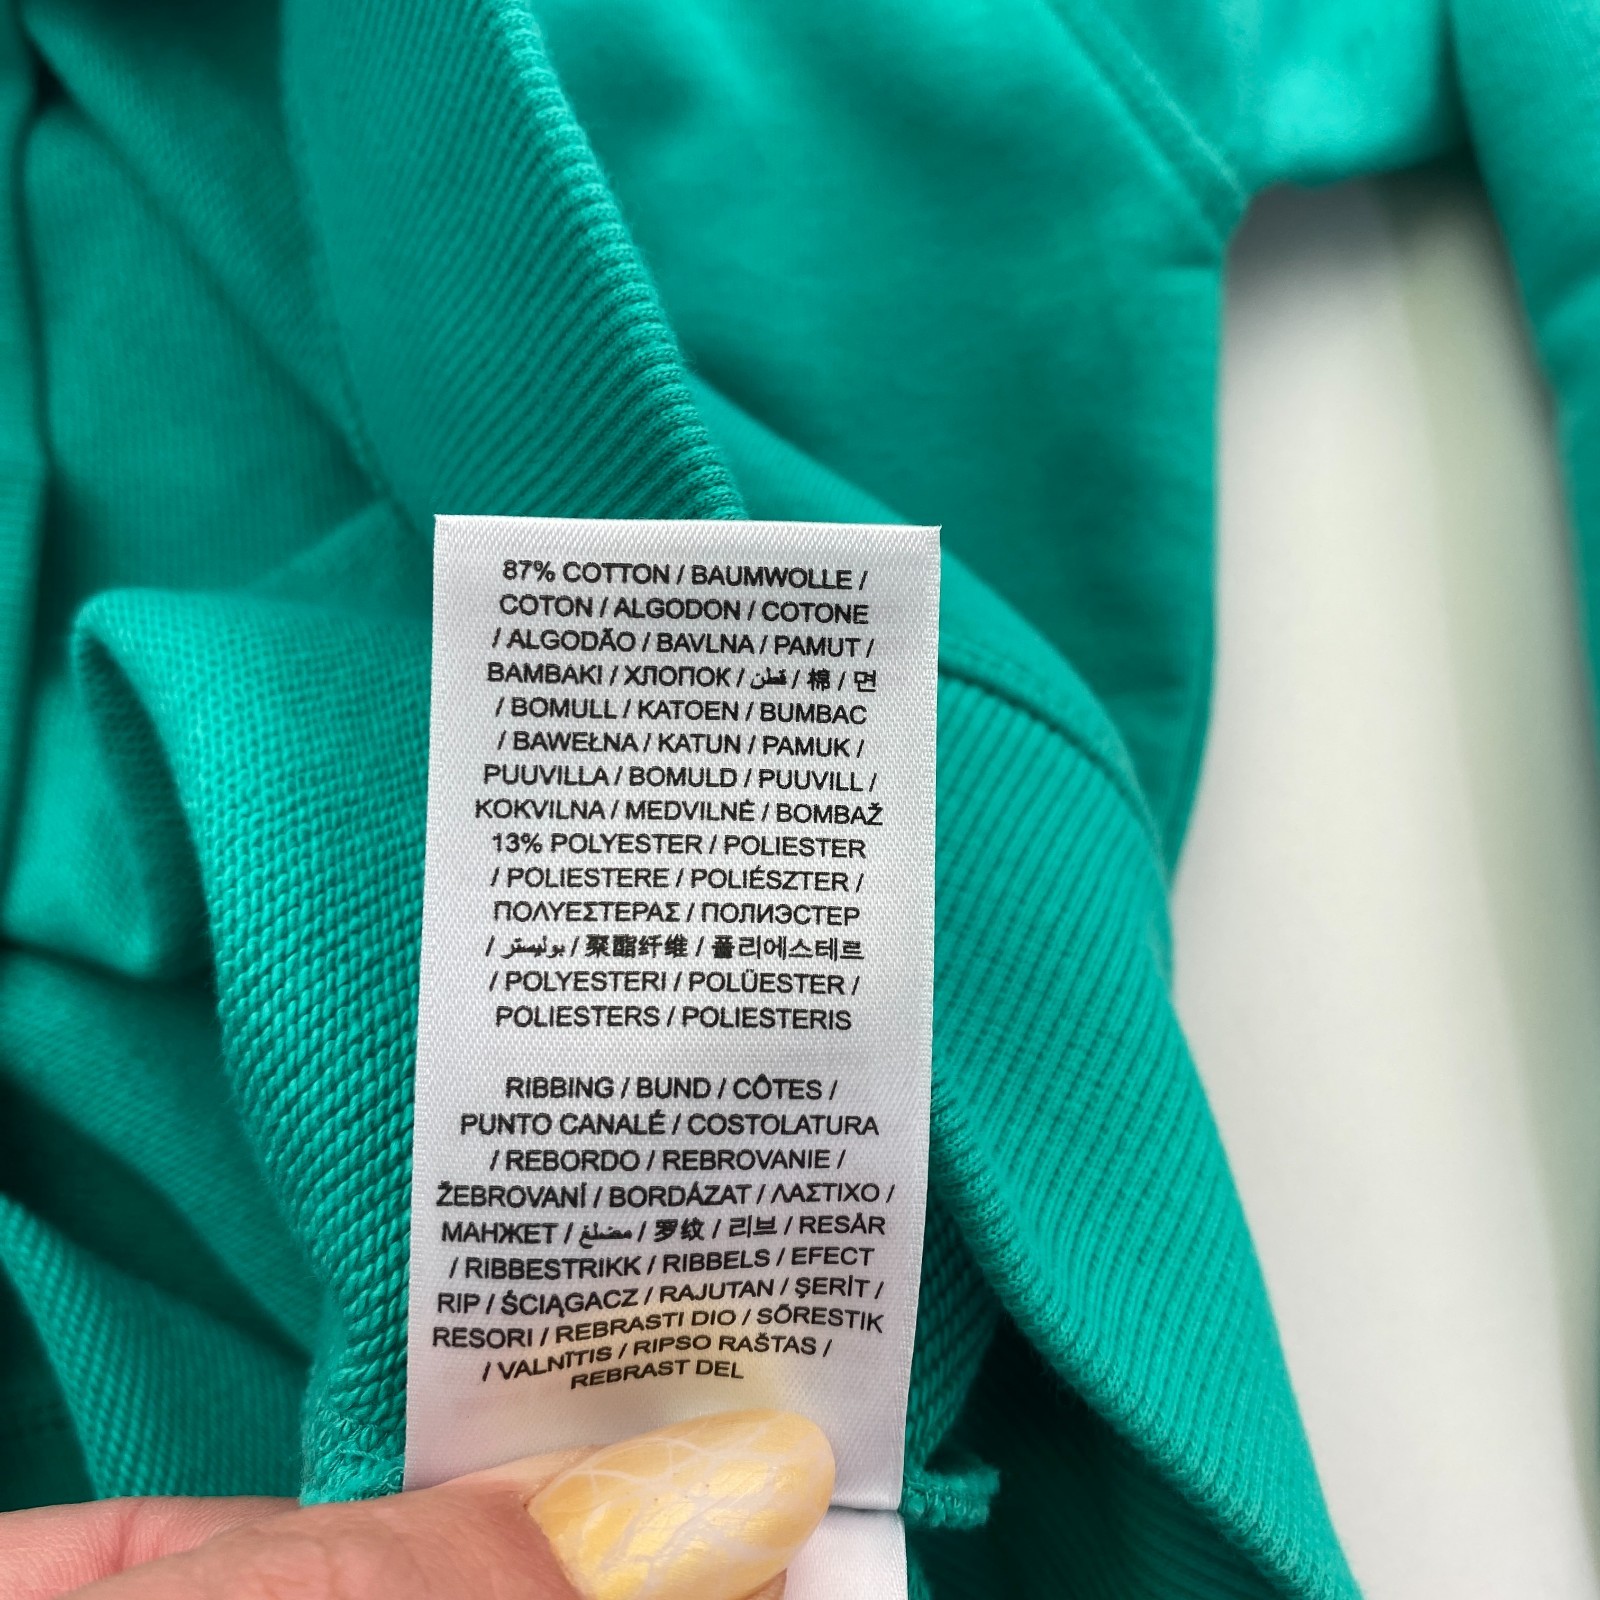 87% COTTON / BAUMWOLLE /
COTON / ALGODON / COTONE
/ ALGODÃO / BAVLNA / PAMUT /
BAMBAKI / ХЛОПОК / قطن / 棉 / 면
/ BOMULL / KATOEN / BUMBAC
/ BAWEŁNA / KATUN / PAMUK /
PUUVILLA / BOMULD / PUUVILL /
KOKVILNA / MEDVILNĖ / BOMBAŽ
13% POLYESTER / POLIESTER
/ POLIESTERE / POLIÉSZTER /
ΠΟΛΥΕΣΤΕΡΑΣ / ПОЛИЭСТЕР
/ بوليستر / 聚酯纤维 / 폴리에스테르
/ POLYESTERI / POLÜESTER /
POLIESTERS / POLIESTERIS
RIBBING / BUND / CÔTES /
PUNTO CANALÉ / COSTOLATURA
/ REBORDO / REBROVANIE /
ŽEBROVANÍ / BORDÁZAT / ΛΑΣΤΙΧΟ /
МАНЖЕТ / مضلع / 罗纹 / 리브 / RESÅR
/ RIBBESTRIKK / RIBBELS / EFECT
RIP / ŚCIĄGACZ / RAJUTAN / ŞERİT /
RESORI / REBRASTI DIO / SÕRESTIK
/ VALNĪTIS / RIPSO RAŠTAS /
REBRAST DEL